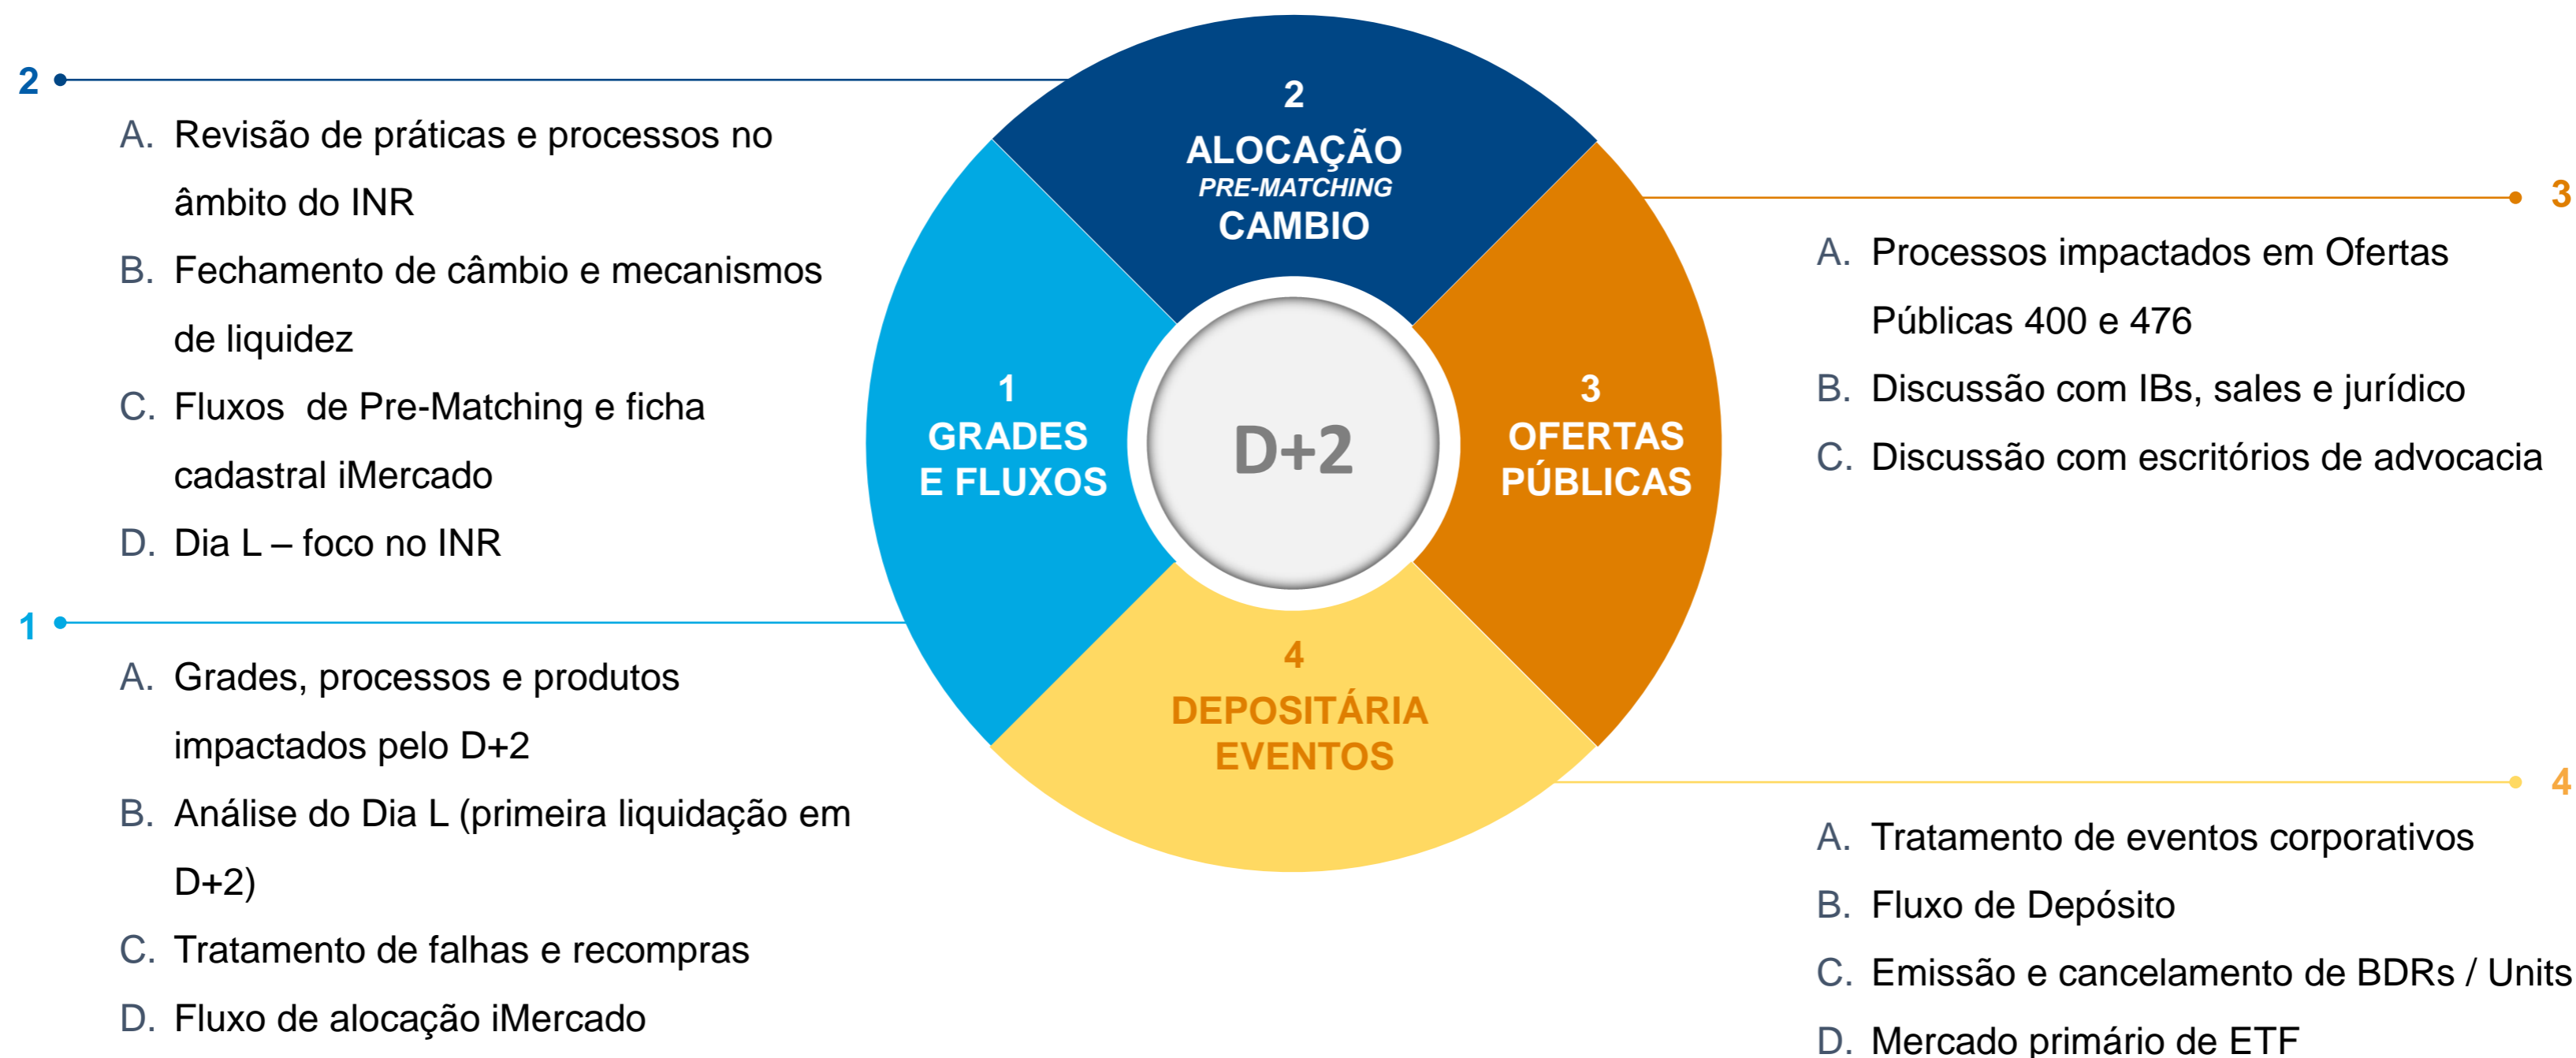 2
A. Revisão de práticas e processos no
âmbito do INR
B. Fechamento de câmbio e mecanismos
de liquidez
C. Fluxos  de Pre-Matching e ficha
cadastral iMercado
D. Dia L – foco no INR
1
A. Grades, processos e produtos
impactados pelo D+2
B. Análise do Dia L (primeira liquidação em
D+2)
C. Tratamento de falhas e recompras
D. Fluxo de alocação iMercado
2
ALOCAÇÃO
PRE-MATCHING
CAMBIO
1
GRADES
E FLUXOS
D+2
3
OFERTAS
PÚBLICAS
4
DEPOSITÁRIA
EVENTOS
3
A. Processos impactados em Ofertas
Públicas 400 e 476
B. Discussão com IBs, sales e jurídico
C. Discussão com escritórios de advocacia
4
A. Tratamento de eventos corporativos
B. Fluxo de Depósito
C. Emissão e cancelamento de BDRs / Units
D. Mercado primário de ETF